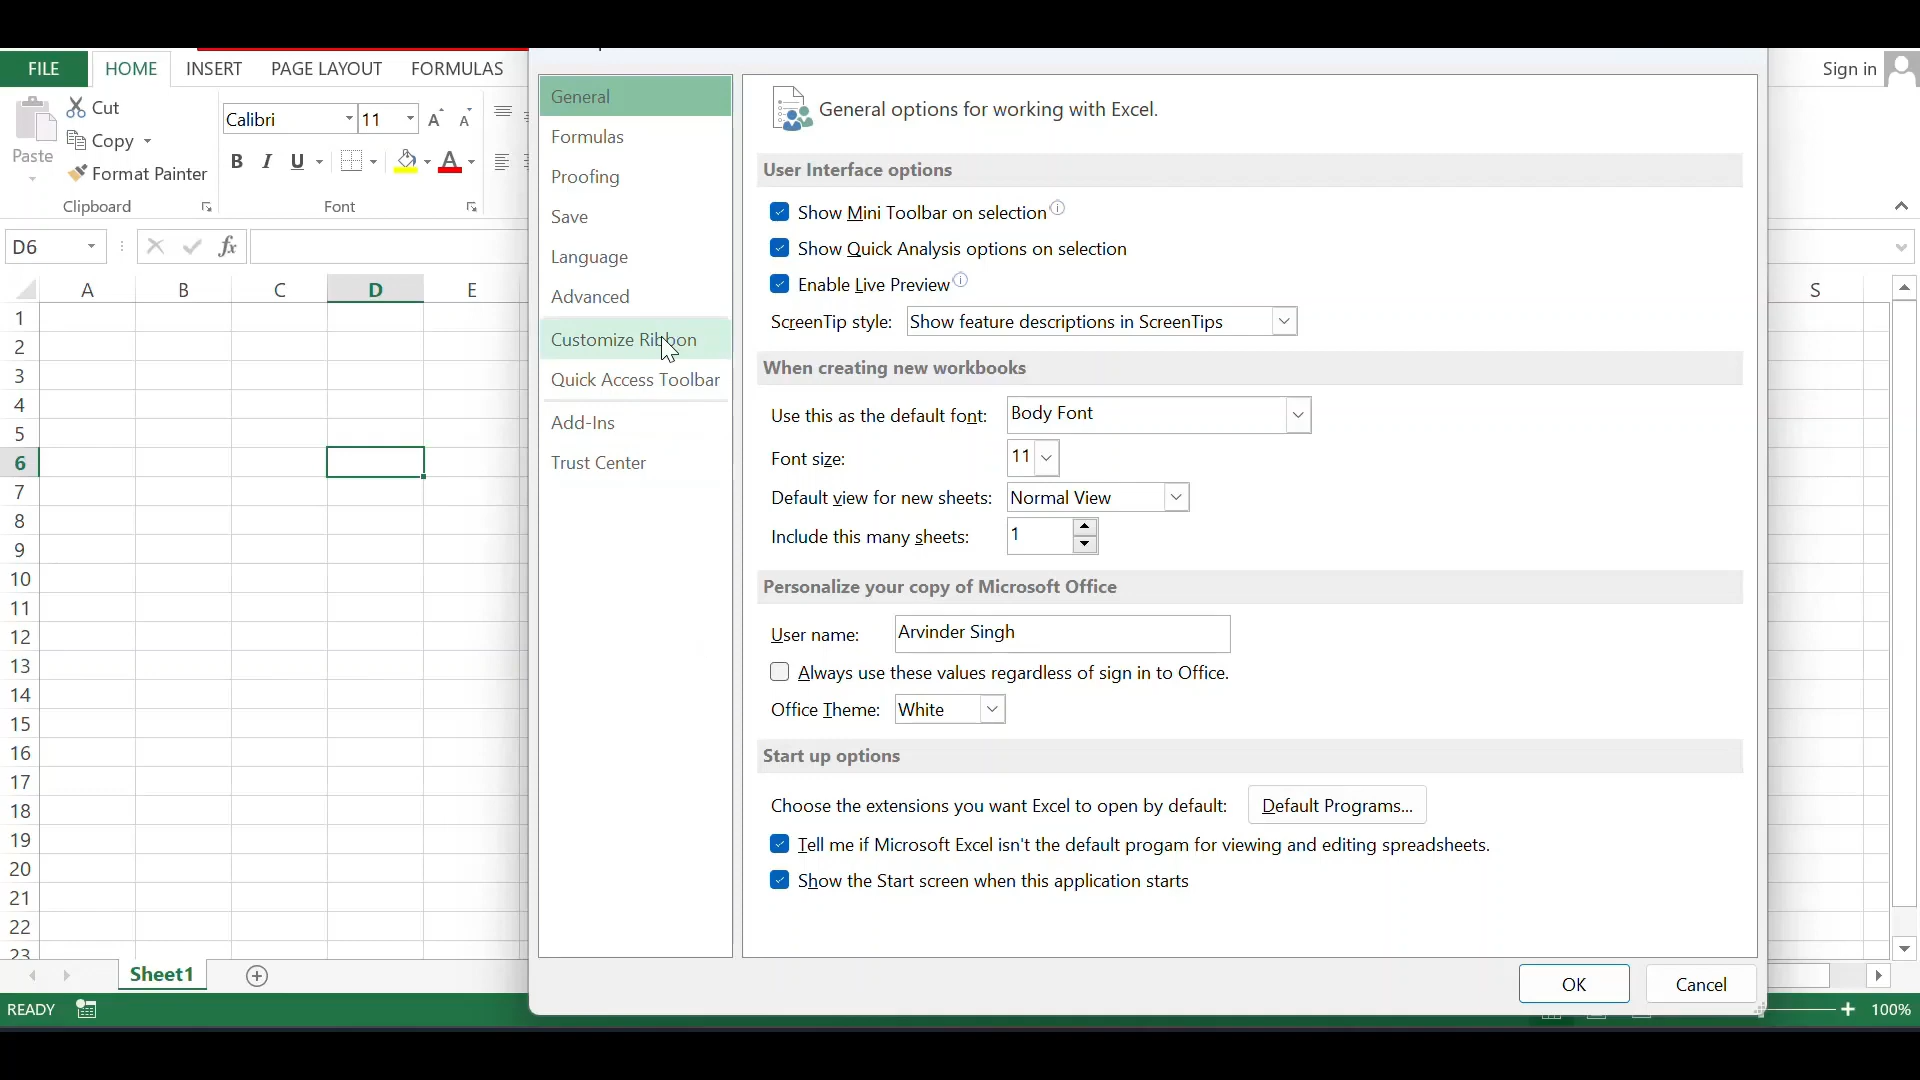 FILE HOME INSERT PAGE LAYOUT FORMULAS Sign in
Cut
Copy
Paste
Format Painter
Clipboard
Calibri 11
B I U
Font
D6 fx
A B C D E S
1
2
3
4
5
6
7
8
9
10
11
12
13
14
15
16
17
18
19
20
21
22
23
General
Formulas
Proofing
Save
Language
Advanced
Customize Ribbon
Quick Access Toolbar
Add-Ins
Trust Center
General options for working with Excel.
User Interface options
Show Mini Toolbar on selection
Show Quick Analysis options on selection
Enable Live Preview
ScreenTip style: Show feature descriptions in ScreenTips
When creating new workbooks
Use this as the default font: Body Font
Font size: 11
Default view for new sheets: Normal View
Include this many sheets: 1
Personalize your copy of Microsoft Office
User name: Arvinder Singh
Always use these values regardless of sign in to Office.
Office Theme: White
Start up options
Choose the extensions you want Excel to open by default: Default Programs...
Tell me if Microsoft Excel isn't the default progam for viewing and editing spreadsheets.
Show the Start screen when this application starts
OK Cancel
Sheet1
READY 100%